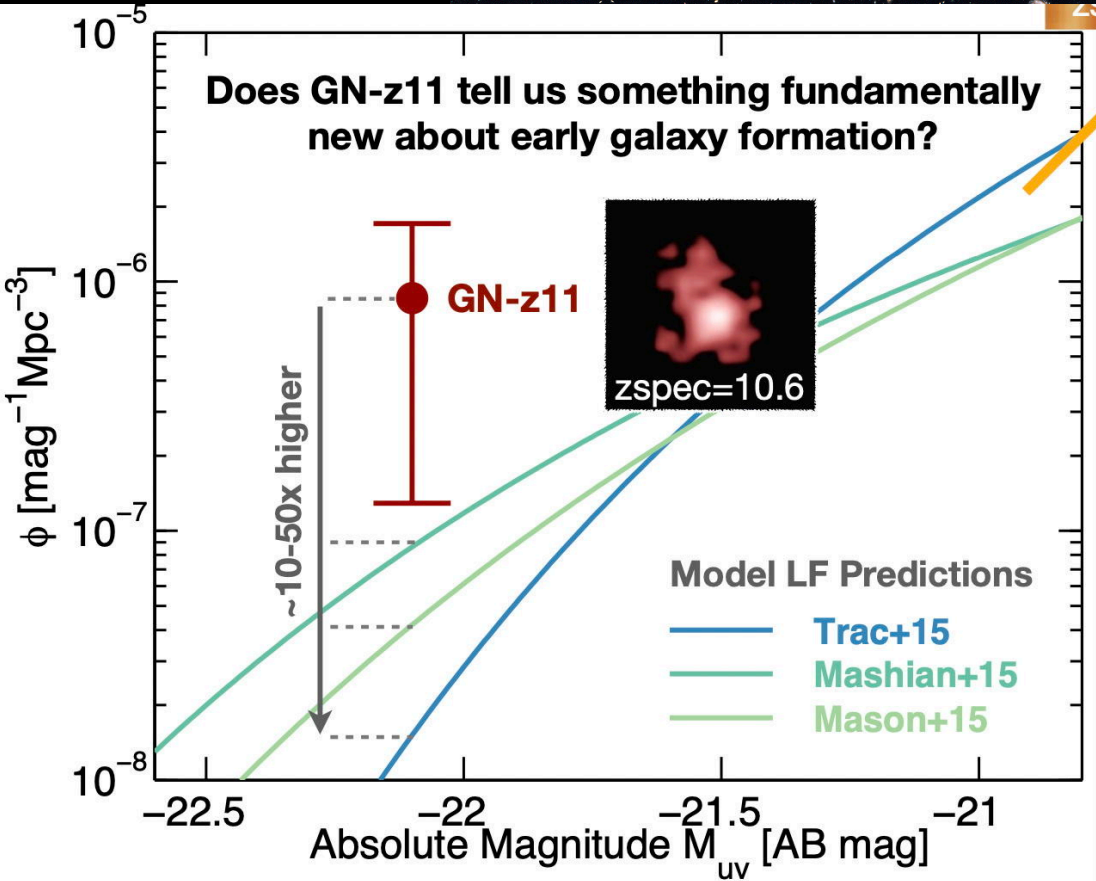 Does GN-z11 tell us something fundamentally
new about early galaxy formation?
10⁻⁵
10⁻⁶
10⁻⁷
10⁻⁸
ϕ [mag⁻¹Mpc⁻³]
GN-z11
zspec=10.6
~10-50x higher
Model LF Predictions
Trac+15
Mashian+15
Mason+15
−22.5
−22
−21.5
−21
Absolute Magnitude Muv [AB mag]